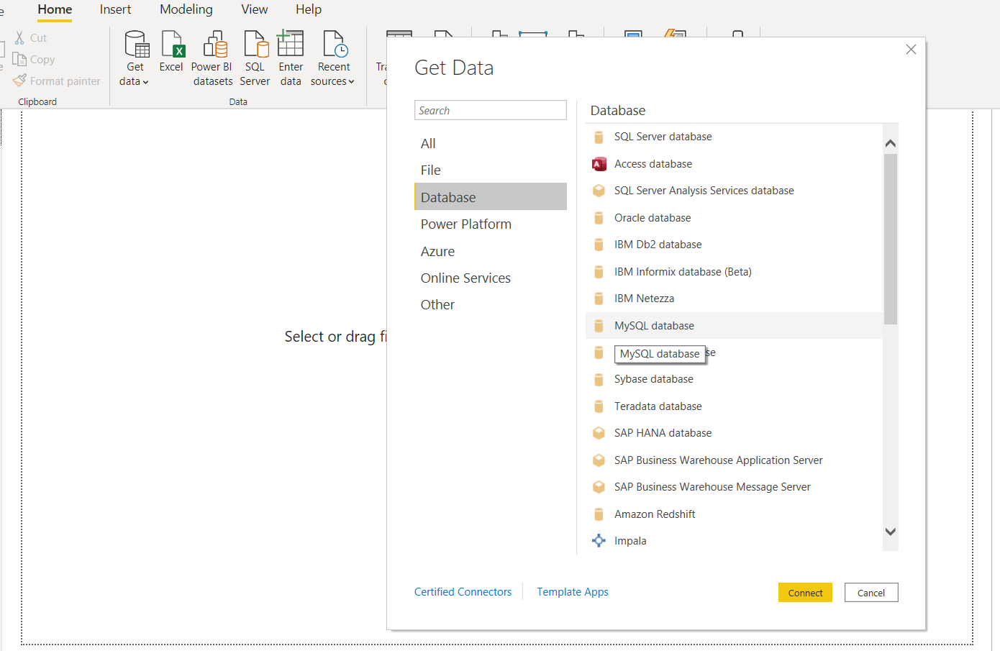 e
Home
Insert
Modeling
View
Help
Cut
Copy
e
Format painter
Clipboard
Get data
Excel
Power BI datasets
SQL Server
Enter data
Recent sources
Data
Select or drag
Get Data
Search
All
File
Database
Power Platform
Azure
Online Services
Other
Database
SQL Server database
Access database
SQL Server Analysis Services database
Oracle database
IBM Db2 database
IBM Informix database (Beta)
IBM Netezza
MySQL database
MySQL database
se
Sybase database
Teradata database
SAP HANA database
SAP Business Warehouse Application Server
SAP Business Warehouse Message Server
Amazon Redshift
Impala
Certified Connectors
Template Apps
Connect
Cancel